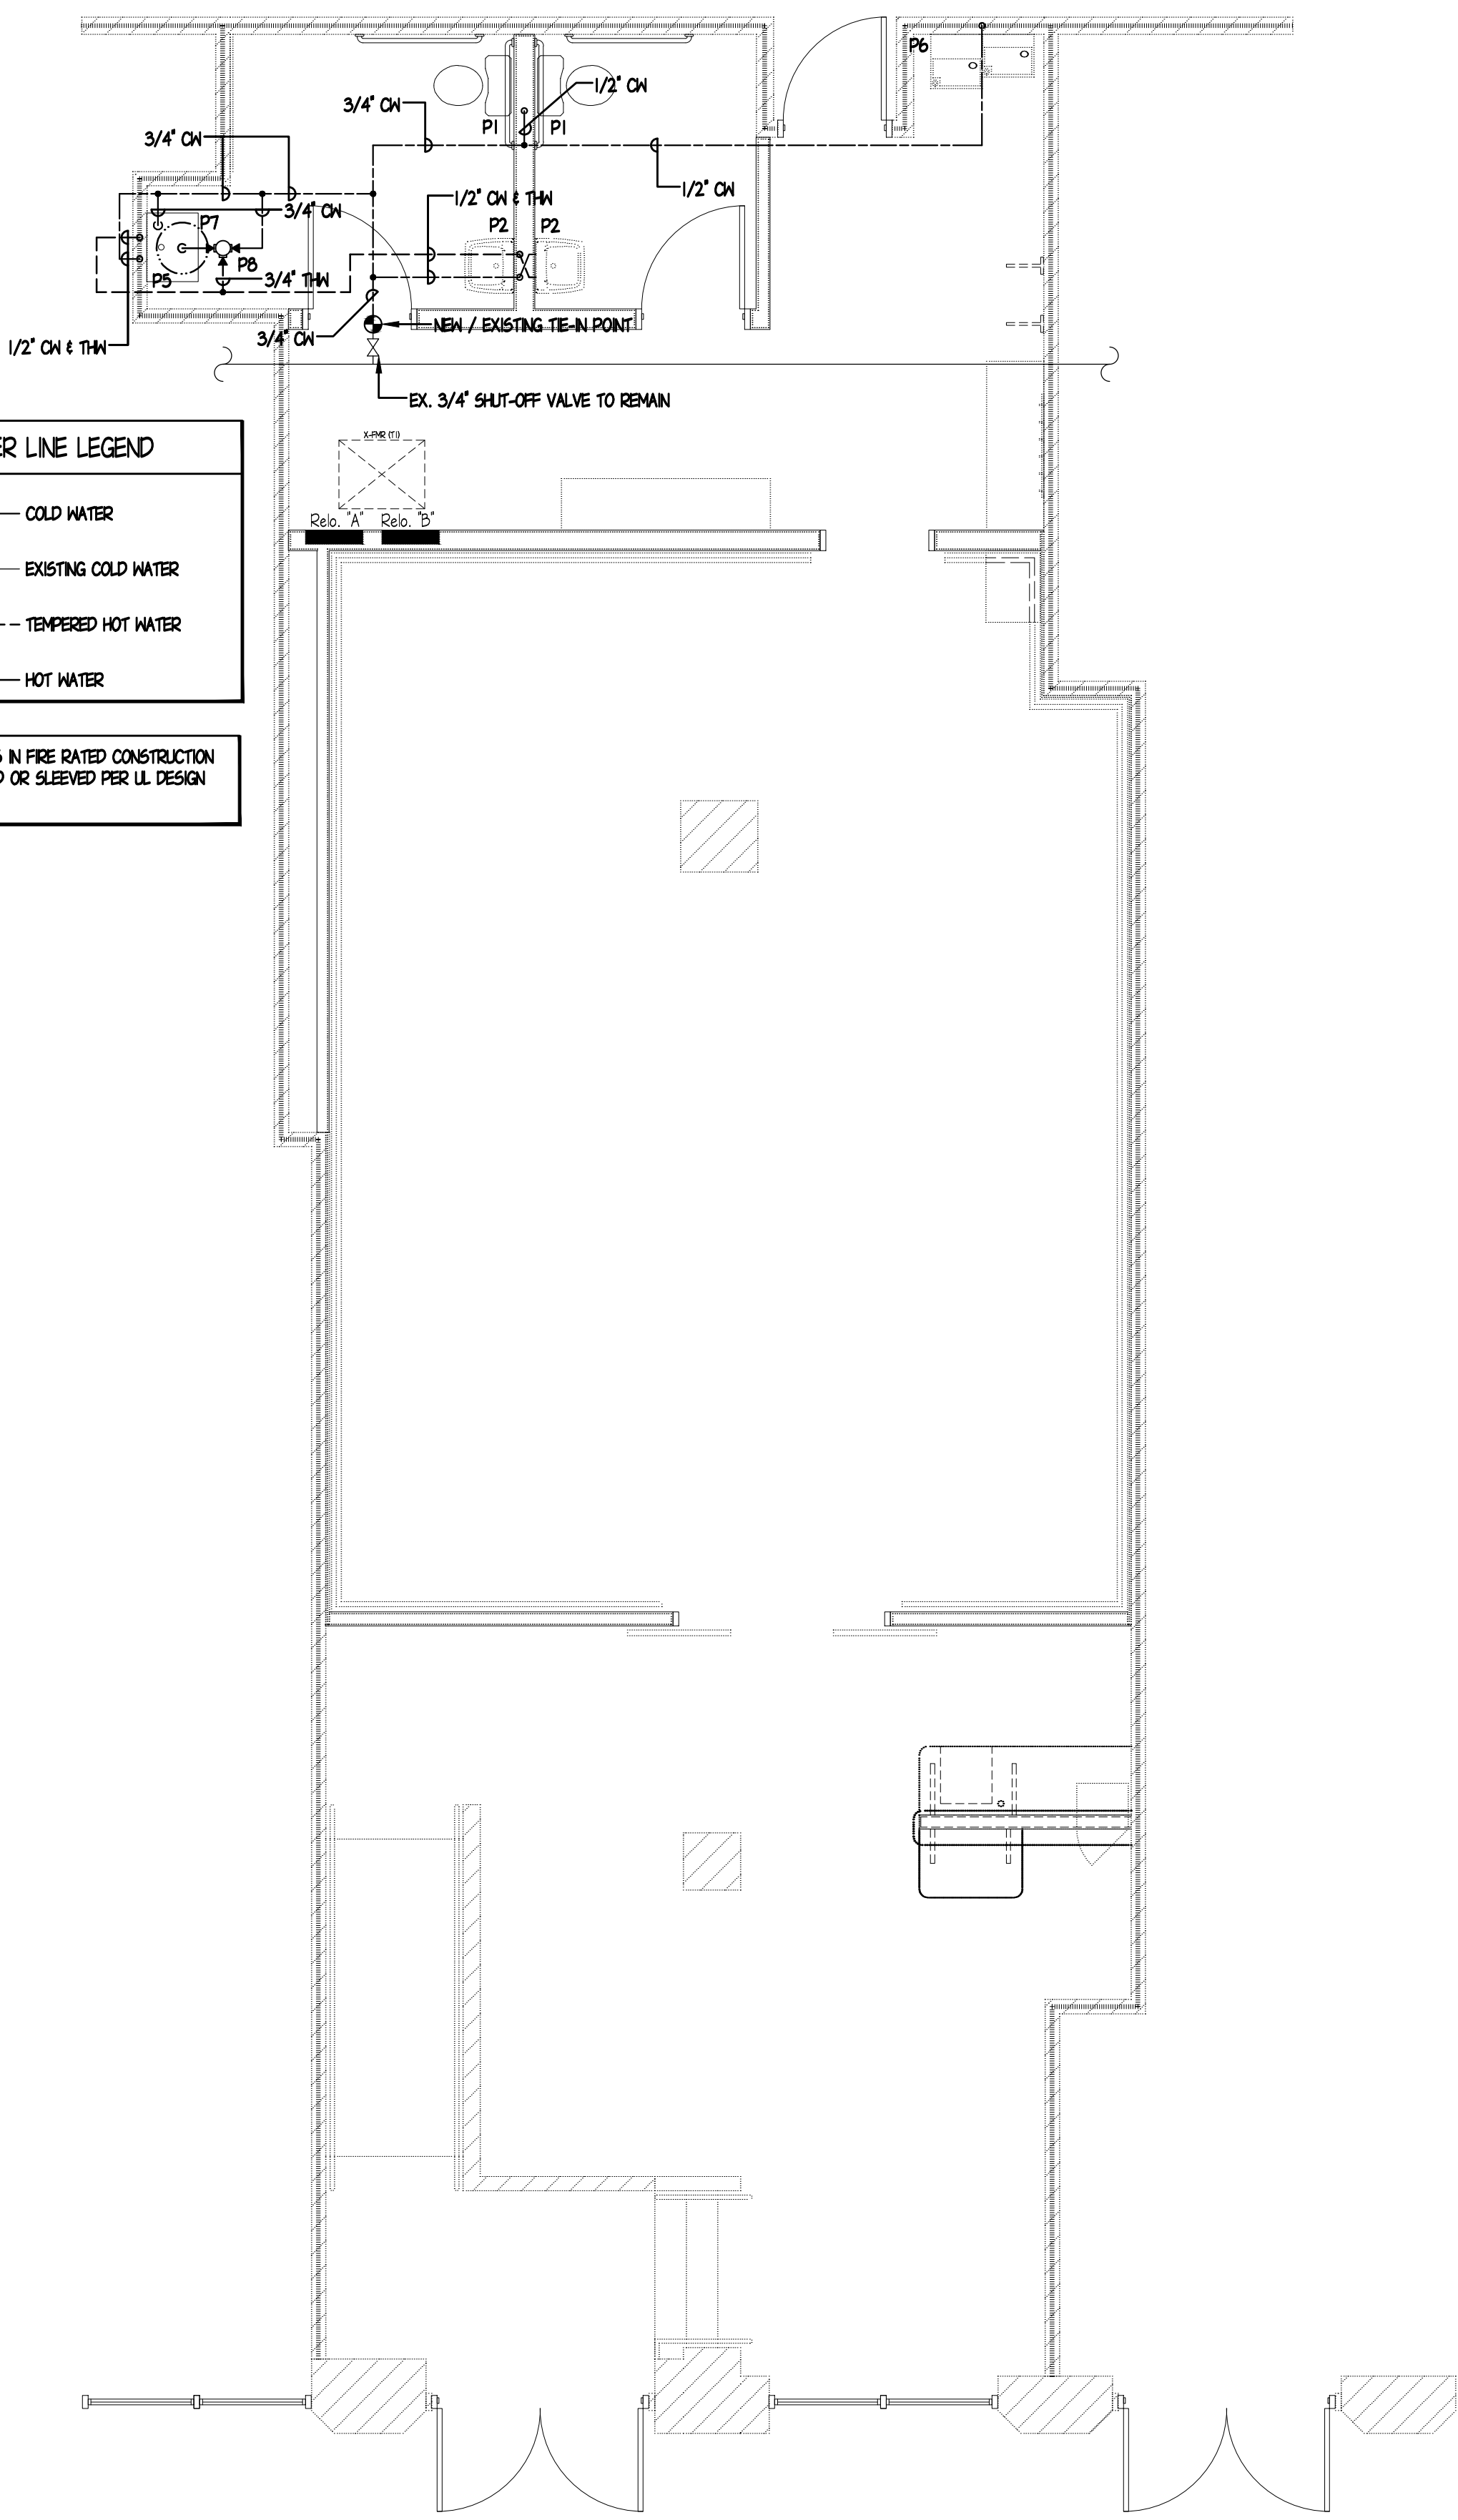 P6
1/2" CW
3/4" CW
P1
P1
3/4" CW
1/2" CW
1/2" CW & THW
3/4" CW
P7
P2
P2
P8
P5
3/4" THW
NEW / EXISTING TIE-IN POINT
3/4" CW
1/2" CW & THW
EX. 3/4" SHUT-OFF VALVE TO REMAIN
X-FMR (T1)
ER LINE LEGEND
COLD WATER
Relo. "A"
Relo. "B"
EXISTING COLD WATER
TEMPERED HOT WATER
HOT WATER
S IN FIRE RATED CONSTRUCTION
D OR SLEEVED PER UL DESIGN